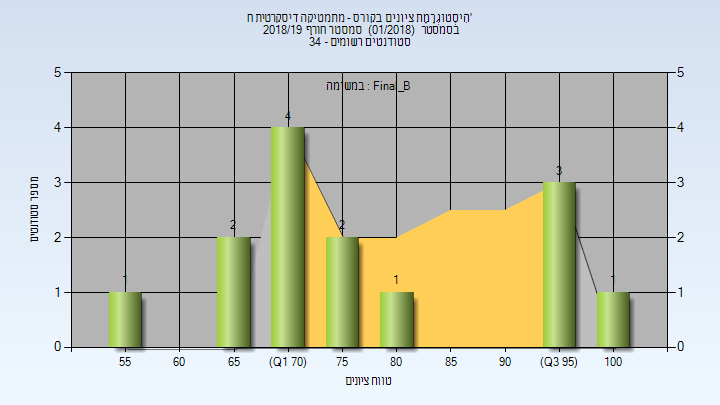 היסטוגרמת ציונים בקורס - מתמטיקה דיסקרטית ח'
בסמסטר (01/2018) סמסטר חורף 2018/19
סטודנטים רשומים - 34
במשימה : Final_B
מספר סטודנטים
5 5
4 4
3 3
2 2
1 1
0 0
1 2 4 2 1 3 1
55 60 65 (Q1 70) 75 80 85 90 (Q3 95) 100
טווח ציונים